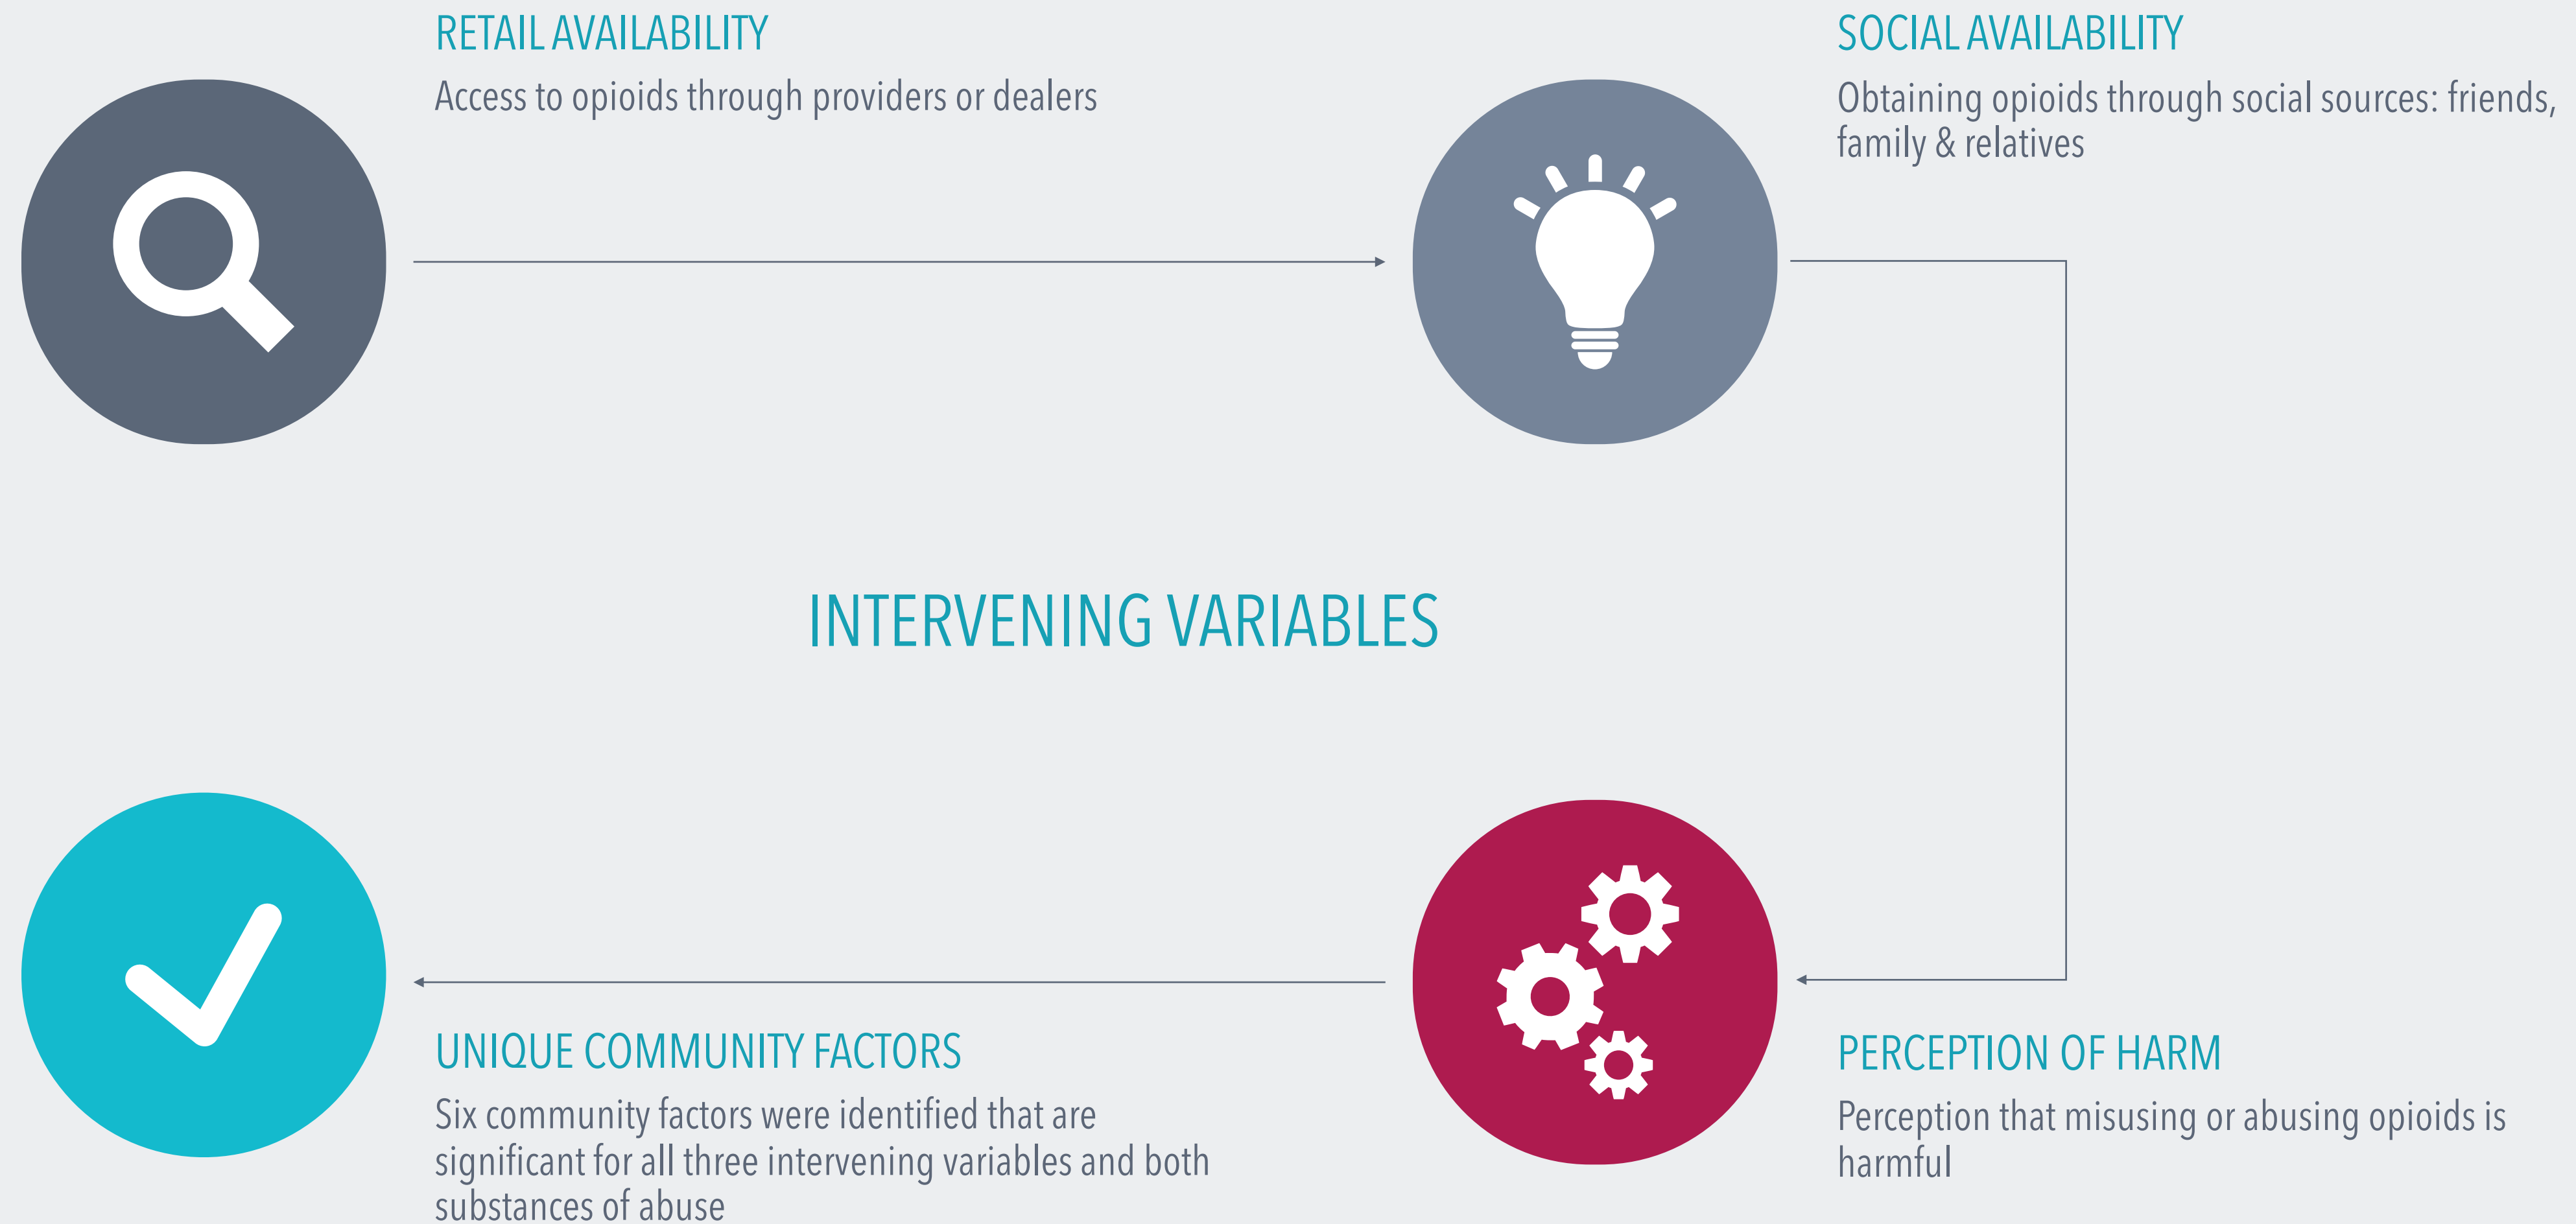 RETAIL AVAILABILITY
Access to opioids through providers or dealers
SOCIAL AVAILABILITY
Obtaining opioids through social sources: friends,
family & relatives
INTERVENING VARIABLES
UNIQUE COMMUNITY FACTORS
Six community factors were identified that are
significant for all three intervening variables and both
substances of abuse
PERCEPTION OF HARM
Perception that misusing or abusing opioids is
harmful